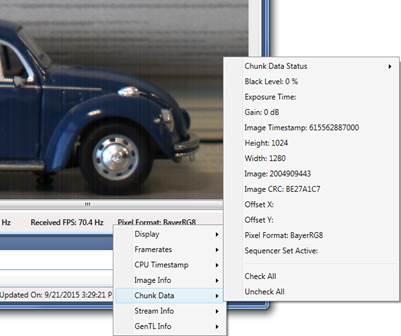 Chunk Data Status
Black Level: 0 %
Exposure Time:
Gain: 0 dB
Image Timestamp: 615562887000
Height: 1024
Width: 1280
Image: 2004909443
Image CRC: BE27A1C7
Offset X:
Offset Y:
Pixel Format: BayerRG8
Sequencer Set Active:
Check All
Uncheck All
Hz Received FPS: 70.4 Hz Pixel Format: BayerRG8
Display
Framerates
CPU Timestamp
Image Info
Chunk Data
Stream Info
GenTL Info
Updated On: 9/21/2015 3:29:21 P